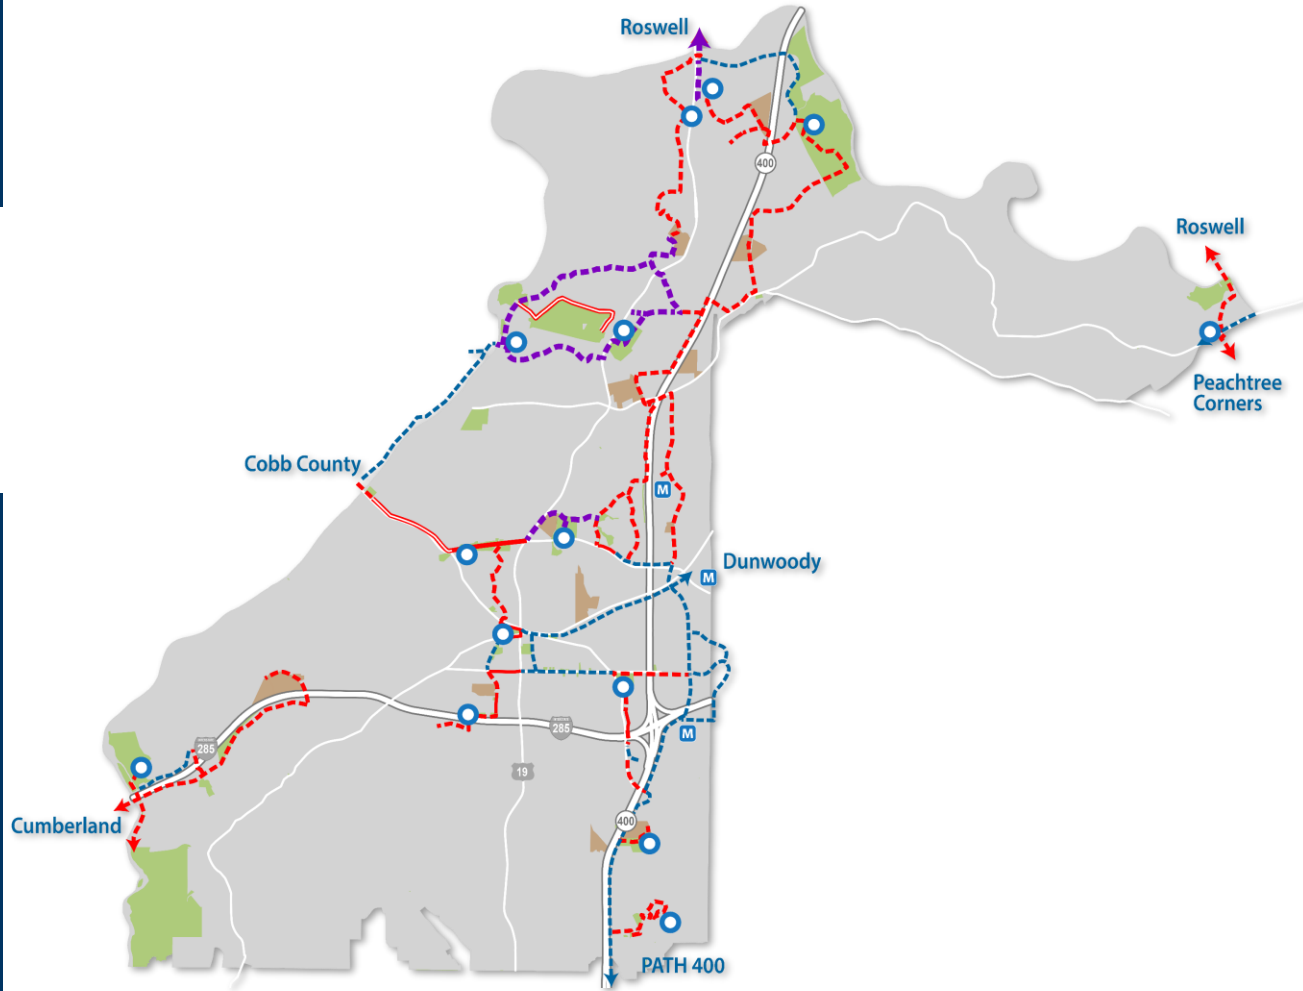 Roswell
400
Roswell
Peachtree
Corners
Cobb County
M
Dunwoody
M
285
M
285
19
Cumberland
400
PATH 400